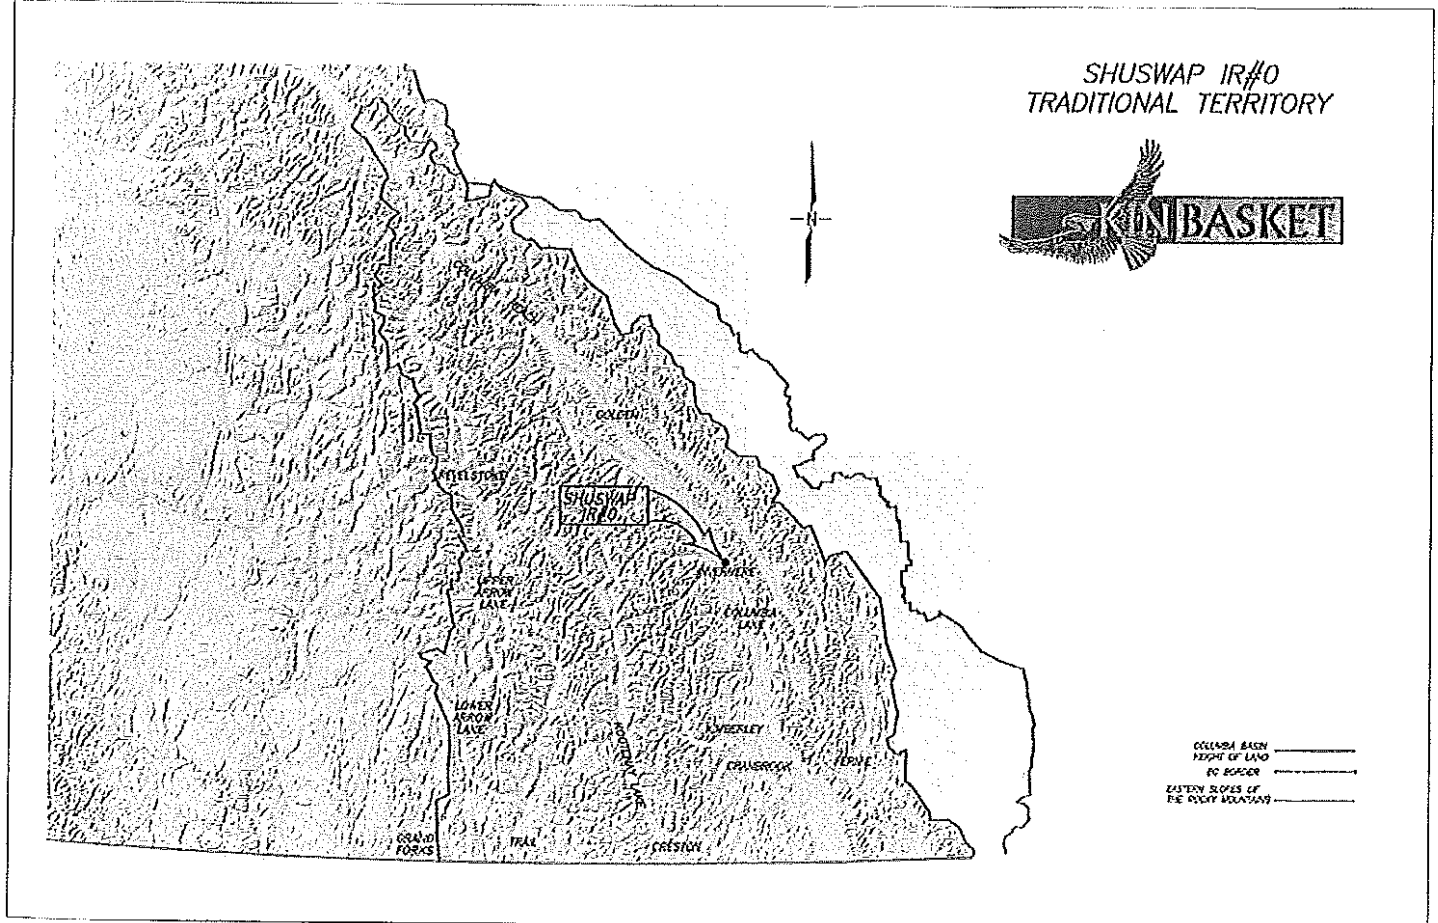 SHUSWAP IR#0
TRADITIONAL TERRITORY
KINBASKET
N
GOLDEN
REVELSTOKE
SHUSWAP
IR#0
INVERMERE
UPPER
ARROW
LAKE
COLUMBIA
LAKE
LOWER
ARROW
LAKE
KOOTENAY LAKE
KIMBERLEY
CRANBROOK
FERNIE
GRAND
FORKS
TRAIL
CRESTON
COLUMBIA BASIN
HEIGHT OF LAND
BC BORDER
EASTERN SLOPES OF
THE ROCKY MOUNTAINS